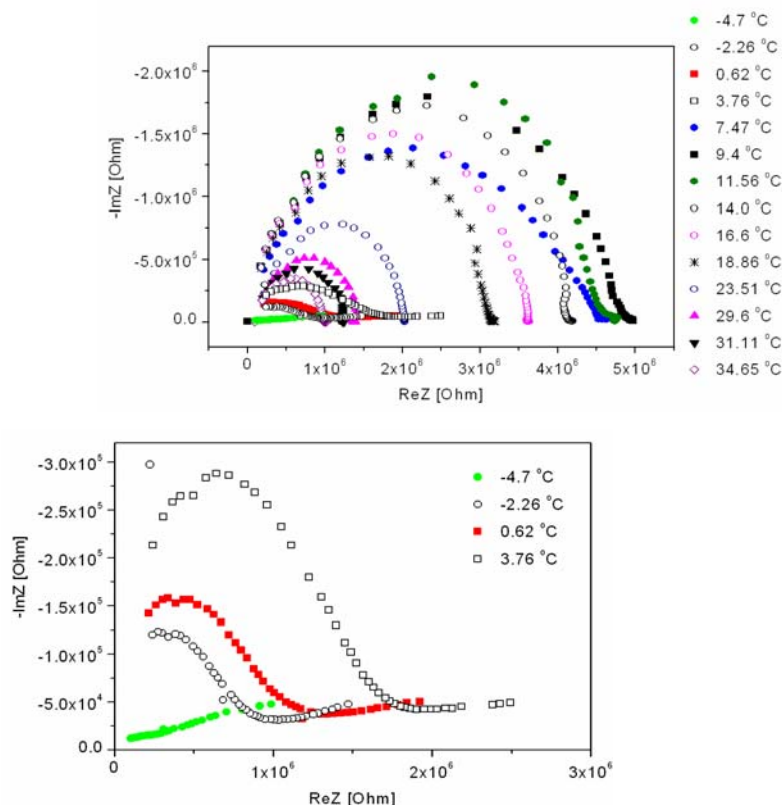 -4.7 °C
-2.26 °C
0.62 °C
3.76 °C
7.47 °C
9.4 °C
11.56 °C
14.0 °C
16.6 °C
18.86 °C
23.51 °C
29.6 °C
31.11 °C
34.65 °C
-2.0x10⁶
-1.5x10⁶
-1.0x10⁶
-5.0x10⁵
0.0
-ImZ [Ohm]
0 1x10⁶ 2x10⁶ 3x10⁶ 4x10⁶ 5x10⁶
ReZ [Ohm]
-3.0x10⁵
-2.5x10⁵
-2.0x10⁵
-1.5x10⁵
-1.0x10⁵
-5.0x10⁴
0.0
-ImZ [Ohm]
-4.7 °C
-2.26 °C
0.62 °C
3.76 °C
0 1x10⁶ 2x10⁶ 3x10⁶
ReZ [Ohm]